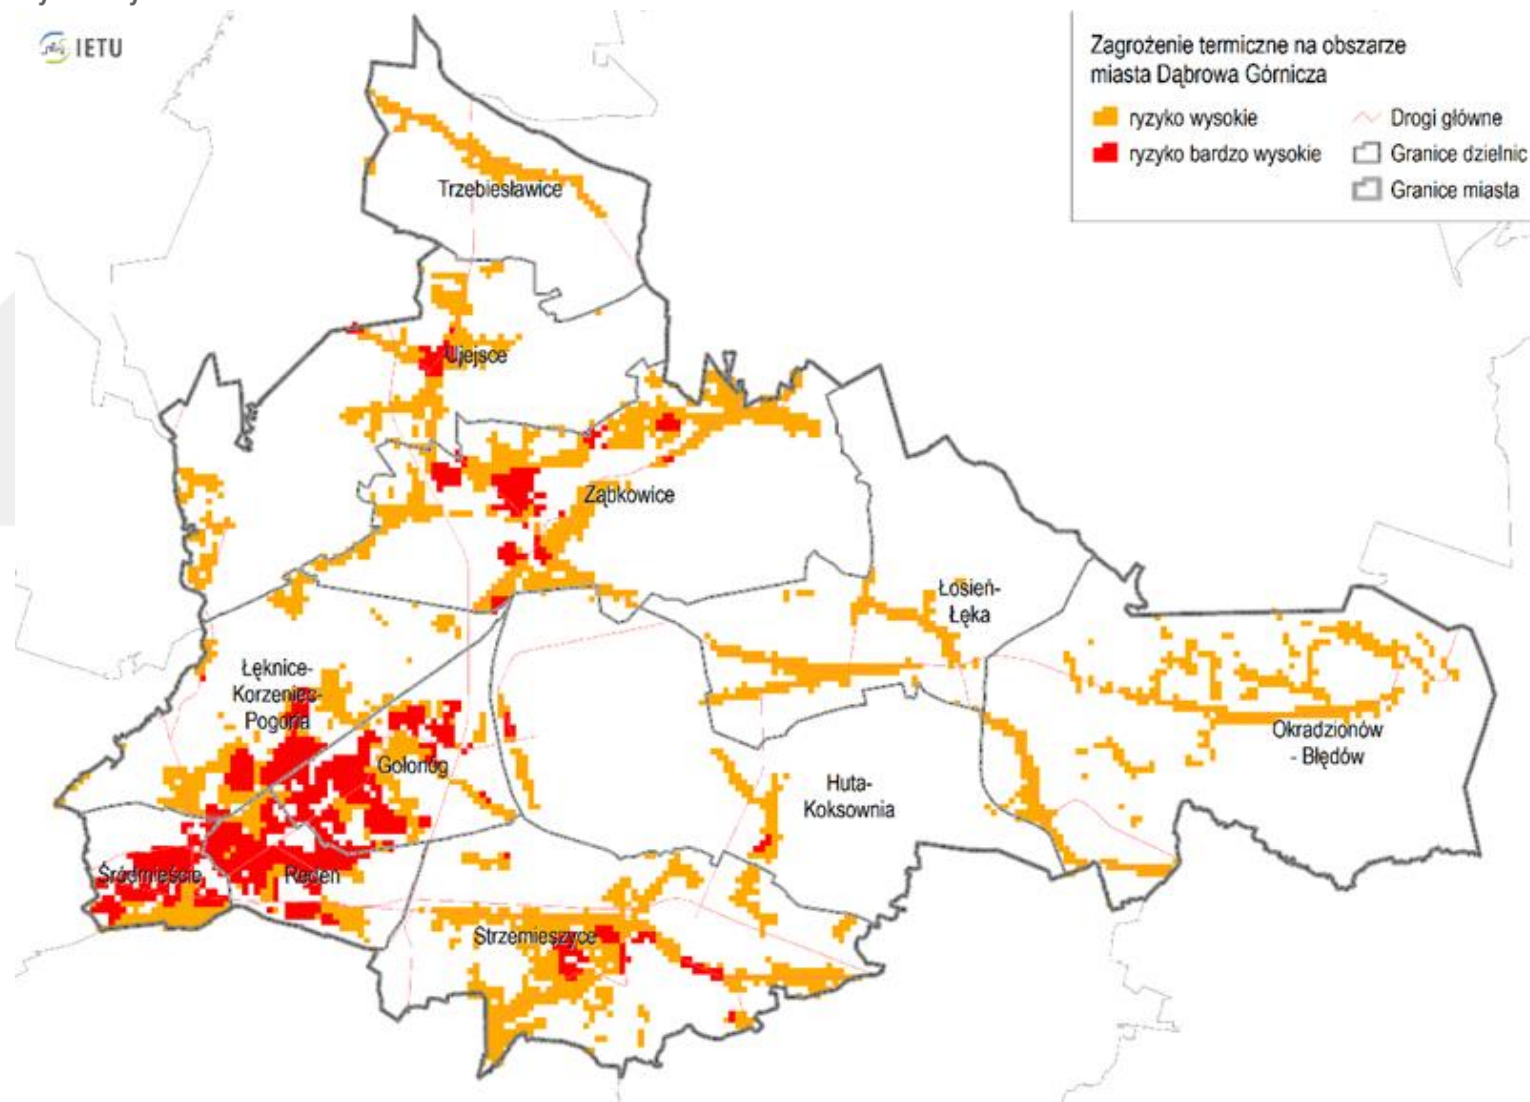 IETU
Zagrożenie termiczne na obszarze
miasta Dąbrowa Górnicza
ryzyko wysokie
ryzyko bardzo wysokie
Drogi główne
Granice dzielnic
Granice miasta
Trzebiesławice
Ujejsce
Ząbkowice
Łosień-
Łęka
Łęknice-
Korzeniec-
Pogoria
Gołonóg
Okradzionów
- Błędów
Huta-
Koksownia
Śródmieście
Reden
Strzemieszyce